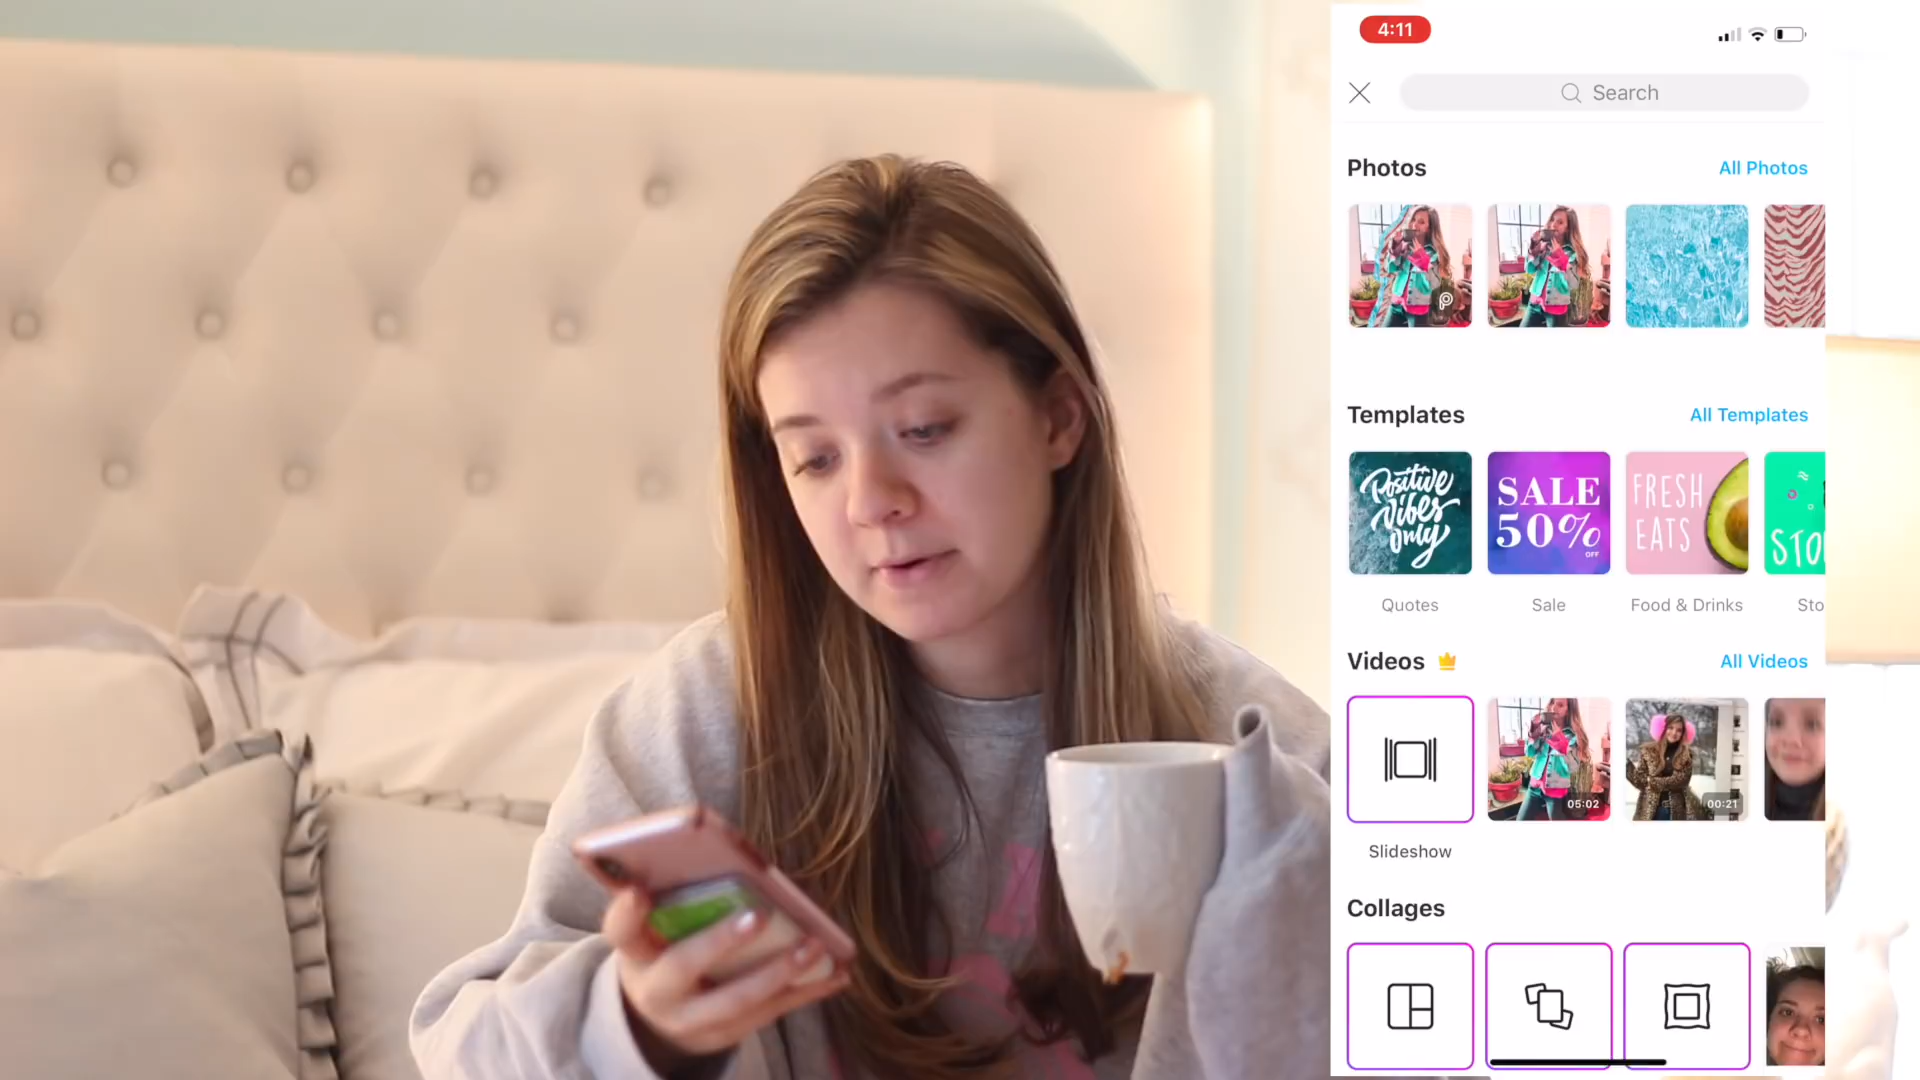 4:11
Search
Photos
All Photos
Templates
All Templates
Positive
Vibes
Only
SALE
50%
OFF
FRESH
EATS
STO
Quotes
Sale
Food & Drinks
Sto
Videos
All Videos
05:02
00:21
Slideshow
Collages